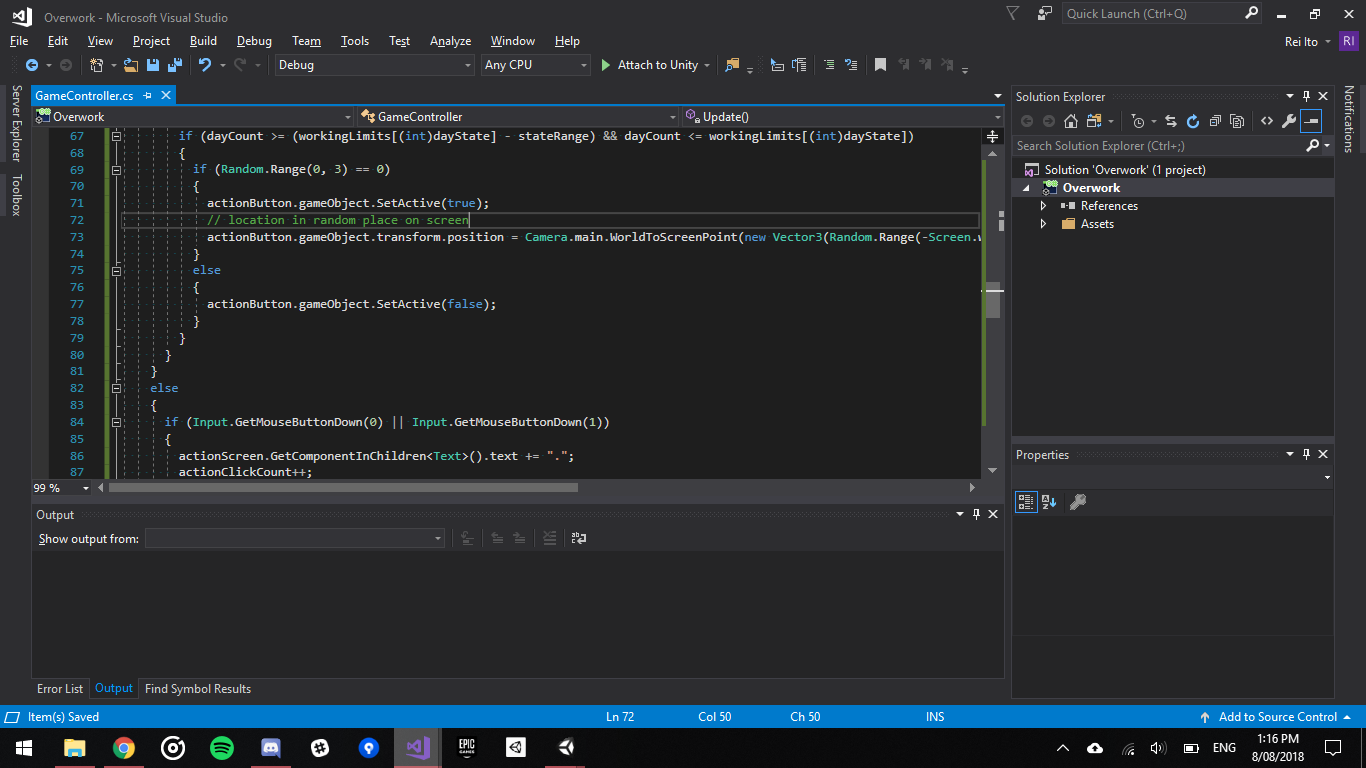 Overwork - Microsoft Visual Studio
Quick Launch (Ctrl+Q)
File Edit View Project Build Debug Team Tools Test Analyze Window Help
Rei Ito RI
Debug Any CPU Attach to Unity
Server Explorer
Toolbox
GameController.cs
Overwork GameController Update()
67 if (dayCount >= (workingLimits[(int)dayState] - stateRange) && dayCount <= workingLimits[(int)dayState])
68 {
69 if (Random.Range(0, 3) == 0)
70 {
71 actionButton.gameObject.SetActive(true);
72 // location in random place on screen
73 actionButton.gameObject.transform.position = Camera.main.WorldToScreenPoint(new Vector3(Random.Range(-Screen.
74 }
75 else
76 {
77 actionButton.gameObject.SetActive(false);
78 }
79 }
80 }
81 }
82 else
83 {
84 if (Input.GetMouseButtonDown(0) || Input.GetMouseButtonDown(1))
85 {
86 actionScreen.GetComponentInChildren<Text>().text += ".";
87 actionClickCount++;
99 %
Output
Show output from:
Error List Output Find Symbol Results
Solution Explorer
Search Solution Explorer (Ctrl+;)
Solution 'Overwork' (1 project)
Overwork
References
Assets
Properties
Notifications
Item(s) Saved Ln 72 Col 50 Ch 50 INS Add to Source Control
EPIC GAMES
ENG
1:16 PM
8/08/2018